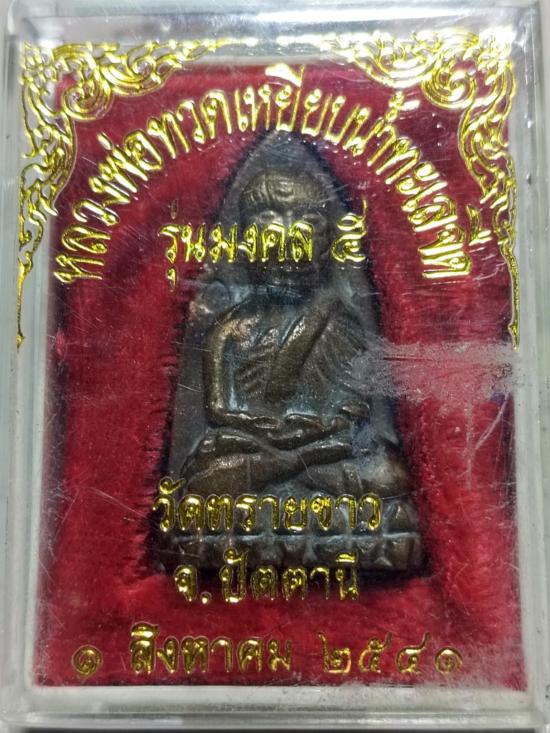 หลวงพ่อทวดเหยียบน้ำทะเลจืด
รุ่นมงคล ๕
วัดทรายขาว
จ.ปัตตานี
๑ สิงหาคม ๒๕๔๑